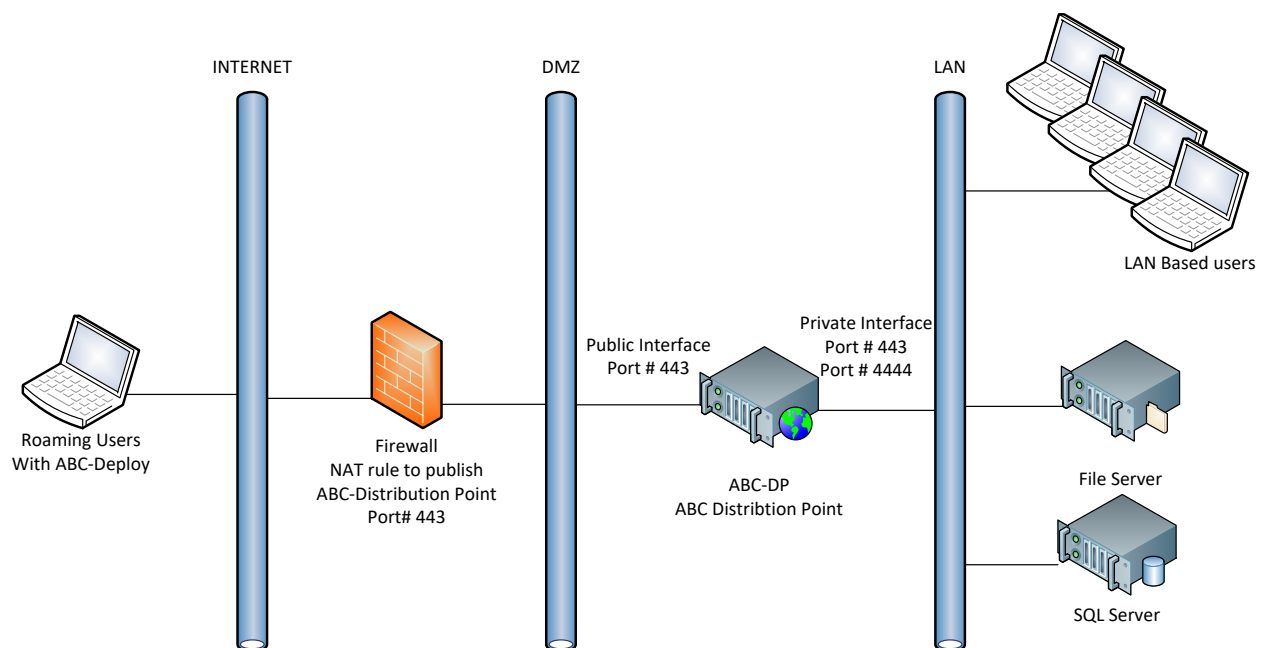 INTERNET
DMZ
LAN
LAN Based users
Public Interface
Port # 443
Private Interface
Port # 443
Port # 4444
Roaming Users
With ABC-Deploy
Firewall
NAT rule to publish
ABC-Distribution Point
Port# 443
ABC-DP
ABC Distribtion Point
File Server
SQL Server